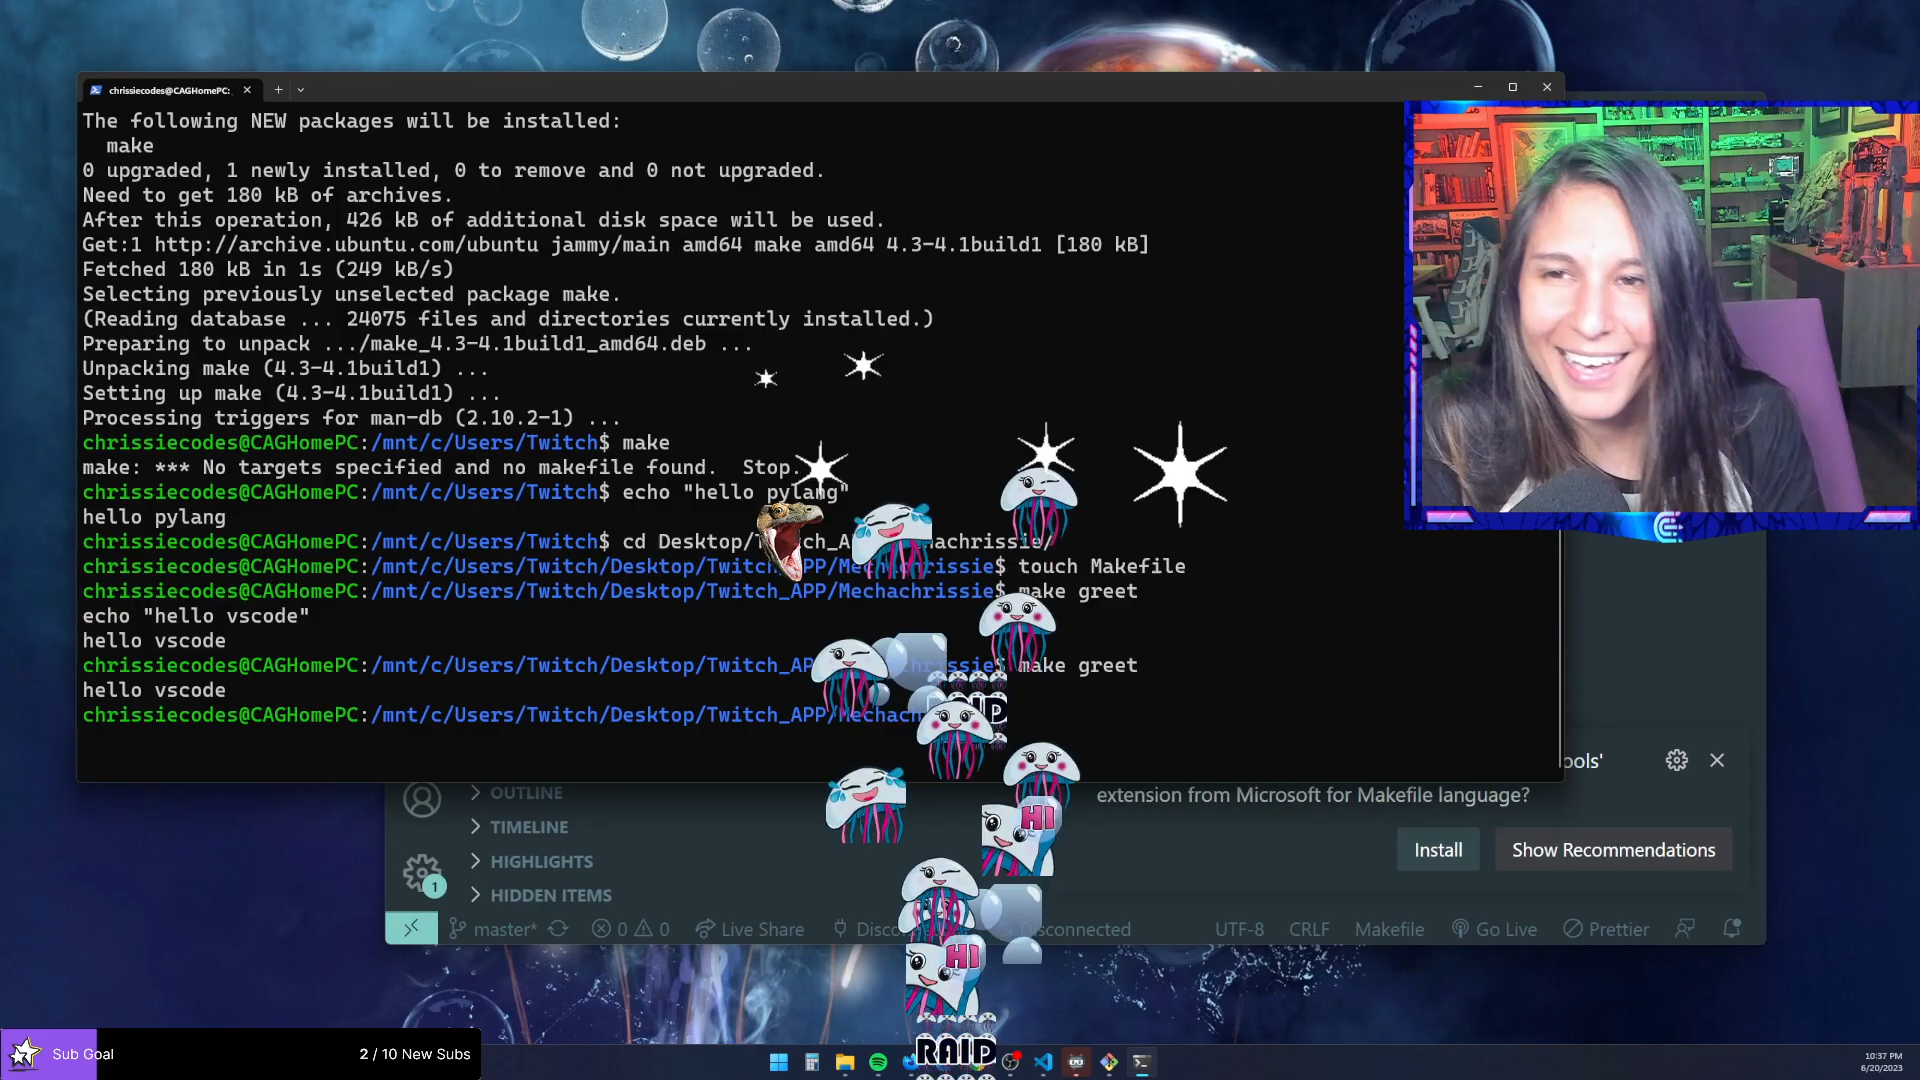 chrissiecodes@CAGHomePC:
The following NEW packages will be installed:
make
0 upgraded, 1 newly installed, 0 to remove and 0 not upgraded.
Need to get 180 kB of archives.
After this operation, 426 kB of additional disk space will be used.
Get:1 http://archive.ubuntu.com/ubuntu jammy/main amd64 make amd64 4.3-4.1build1 [180 kB]
Fetched 180 kB in 1s (249 kB/s)
Selecting previously unselected package make.
(Reading database ... 24075 files and directories currently installed.)
Preparing to unpack .../make_4.3-4.1build1_amd64.deb ...
Unpacking make (4.3-4.1build1) ...
Setting up make (4.3-4.1build1) ...
Processing triggers for man-db (2.10.2-1) ...
chrissiecodes@CAGHomePC:/mnt/c/Users/Twitch$ make
make: *** No targets specified and no makefile found.  Stop.
chrissiecodes@CAGHomePC:/mnt/c/Users/Twitch$ echo "hello pylang"
hello pylang
chrissiecodes@CAGHomePC:/mnt/c/Users/Twitch$ cd Desktop/
chrissiecodes@CAGHomePC:/mnt/c/Users/Twitch/Desktop/Twitch_APP/Mechachrissie$ touch Makefile
chrissiecodes@CAGHomePC:/mnt/c/Users/Twitch/Desktop/Twitch_APP/Mechachrissie$ make greet
echo "hello vscode"
hello vscode
chrissiecodes@CAGHomePC:/mnt/c/Users/Twitch/Desktop/Twitch_AP chrissie$ make greet
hello vscode
chrissiecodes@CAGHomePC:/mnt/c/Users/Twitch/Desktop/Twitch_APP/Mechach
ools'
extension from Microsoft for Makefile language?
Install Show Recommendations
OUTLINE
TIMELINE
HIGHLIGHTS
HIDDEN ITEMS
1
master* 0 0 Live Share Disconnected UTF-8 CRLF Makefile Go Live Prettier
HI
HI
RAID
Sub Goal 2 / 10 New Subs
10:37 PM
6/20/2023